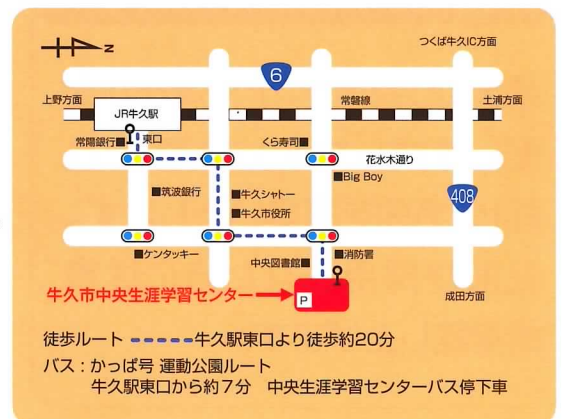 N
つくば牛久IC方面
6
上野方面
JR牛久駅
常磐線
土浦方面
常陽銀行■
東口
くら寿司■
花水木通り
■Big Boy
■筑波銀行
■牛久シャトー
■牛久市役所
408
■ケンタッキー
中央図書館■
■消防署
牛久市中央生涯学習センター
P
成田方面
徒歩ルート 牛久駅東口より徒歩約20分
バス：かっぱ号 運動公園ルート
牛久駅東口から約7分 中央生涯学習センターバス停下車